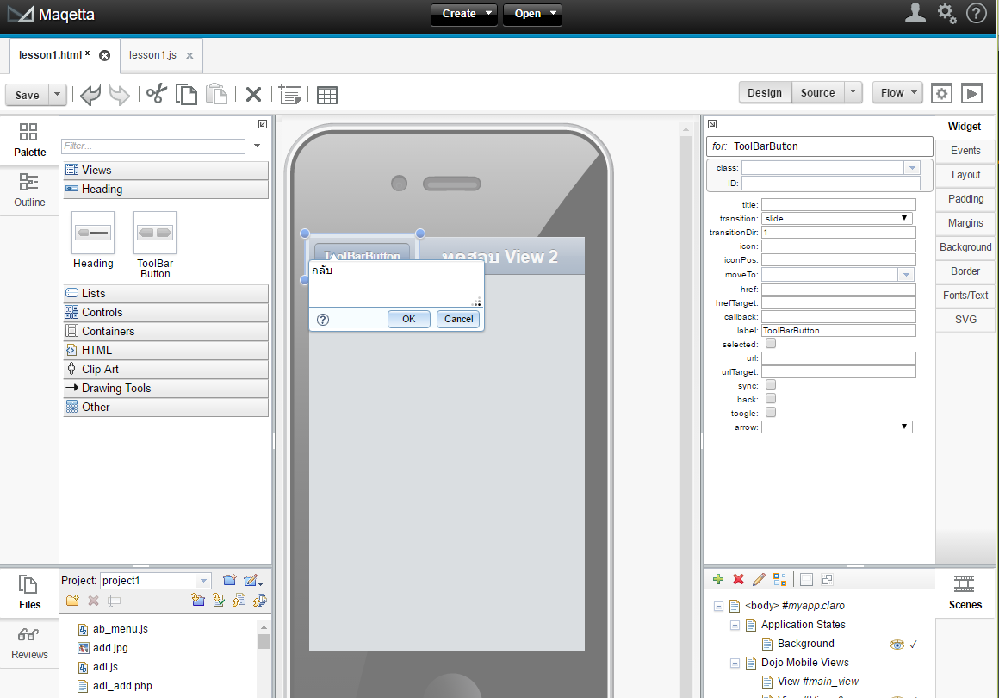 Maqetta
Create
Open
lesson1.html *
lesson1.js
Save
Design
Source
Flow
Palette
Outline
Filter...
Views
Heading
Heading
ToolBar
Button
Lists
Controls
Containers
HTML
Clip Art
Drawing Tools
Other
ToolBarButton
ทดสอบ View 2
กลับ
OK
Cancel
for: ToolBarButton
class:
ID:
title:
transition: slide
transitionDir: 1
icon:
iconPos:
moveTo:
href:
hrefTarget:
callback:
label: ToolBarButton
selected:
url:
urlTarget:
sync:
back:
toogle:
arrow:
Widget
Events
Layout
Padding
Margins
Background
Border
Fonts/Text
SVG
Files
Reviews
Project: project1
ab_menu.js
add.jpg
adl.js
adl_add.php
<body> #myapp.claro
Application States
Background
Dojo Mobile Views
View #main_view
Scenes